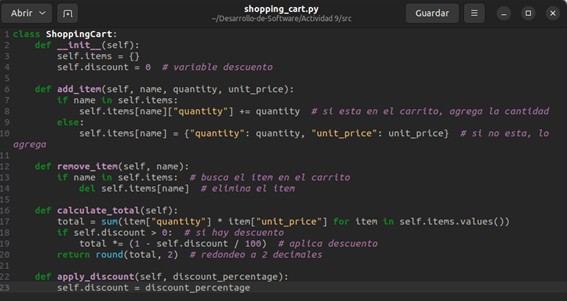 Abrir
shopping_cart.py
~/Desarrollo-de-Software/Actividad 9/src
Guardar
1 class ShoppingCart:
2     def __init__(self):
3         self.items = {}
4         self.discount = 0  # variable descuento
5
6     def add_item(self, name, quantity, unit_price):
7         if name in self.items:
8             self.items[name]["quantity"] += quantity  # si esta en el carrito, agrega la cantidad
9         else:
10             self.items[name] = {"quantity": quantity, "unit_price": unit_price}  # si no esta, lo
agrega
11
12     def remove_item(self, name):
13         if name in self.items:  # busca el item en el carrito
14             del self.items[name]  # elimina el item
15
16     def calculate_total(self):
17         total = sum(item["quantity"] * item["unit_price"] for item in self.items.values())
18         if self.discount > 0:  # si hay descuento
19             total *= (1 - self.discount / 100)  # aplica descuento
20         return round(total, 2)  # redondeo a 2 decimales
21
22     def apply_discount(self, discount_percentage):
23         self.discount = discount_percentage